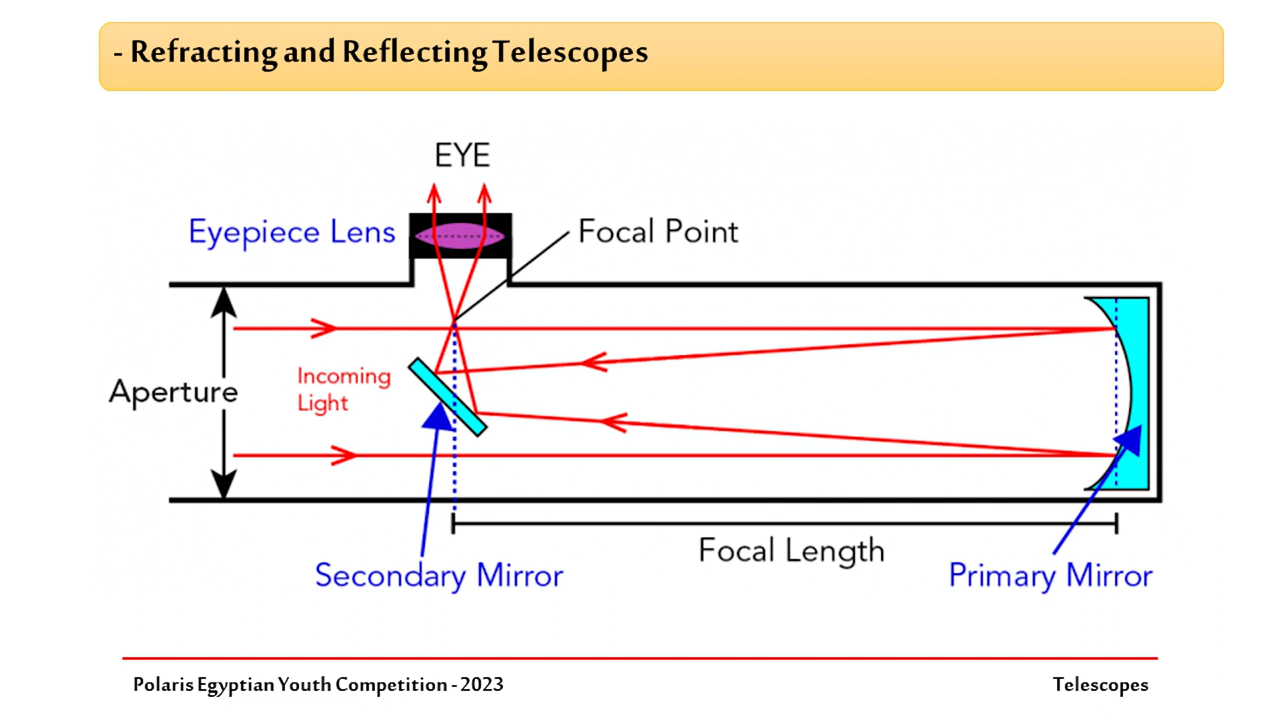 - Refracting and Reflecting Telescopes
EYE
Eyepiece Lens
Focal Point
Incoming
Light
Aperture
Focal Length
Secondary Mirror
Primary Mirror
Polaris Egyptian Youth Competition - 2023
Telescopes